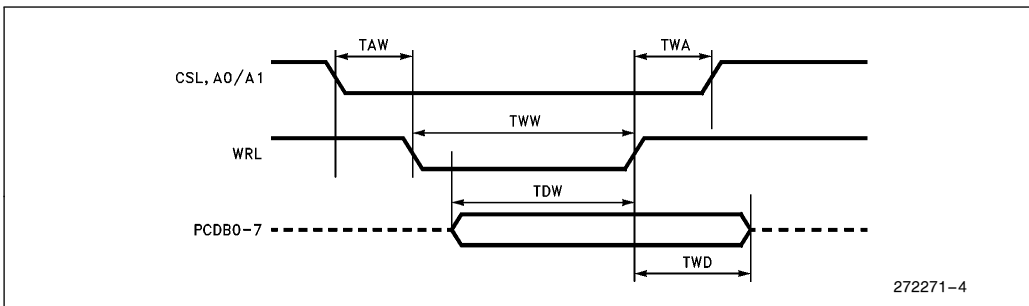 TAW
TWA
CSL, A0/A1
TWW
WRL
TDW
PCDB0-7
TWD
272271-4